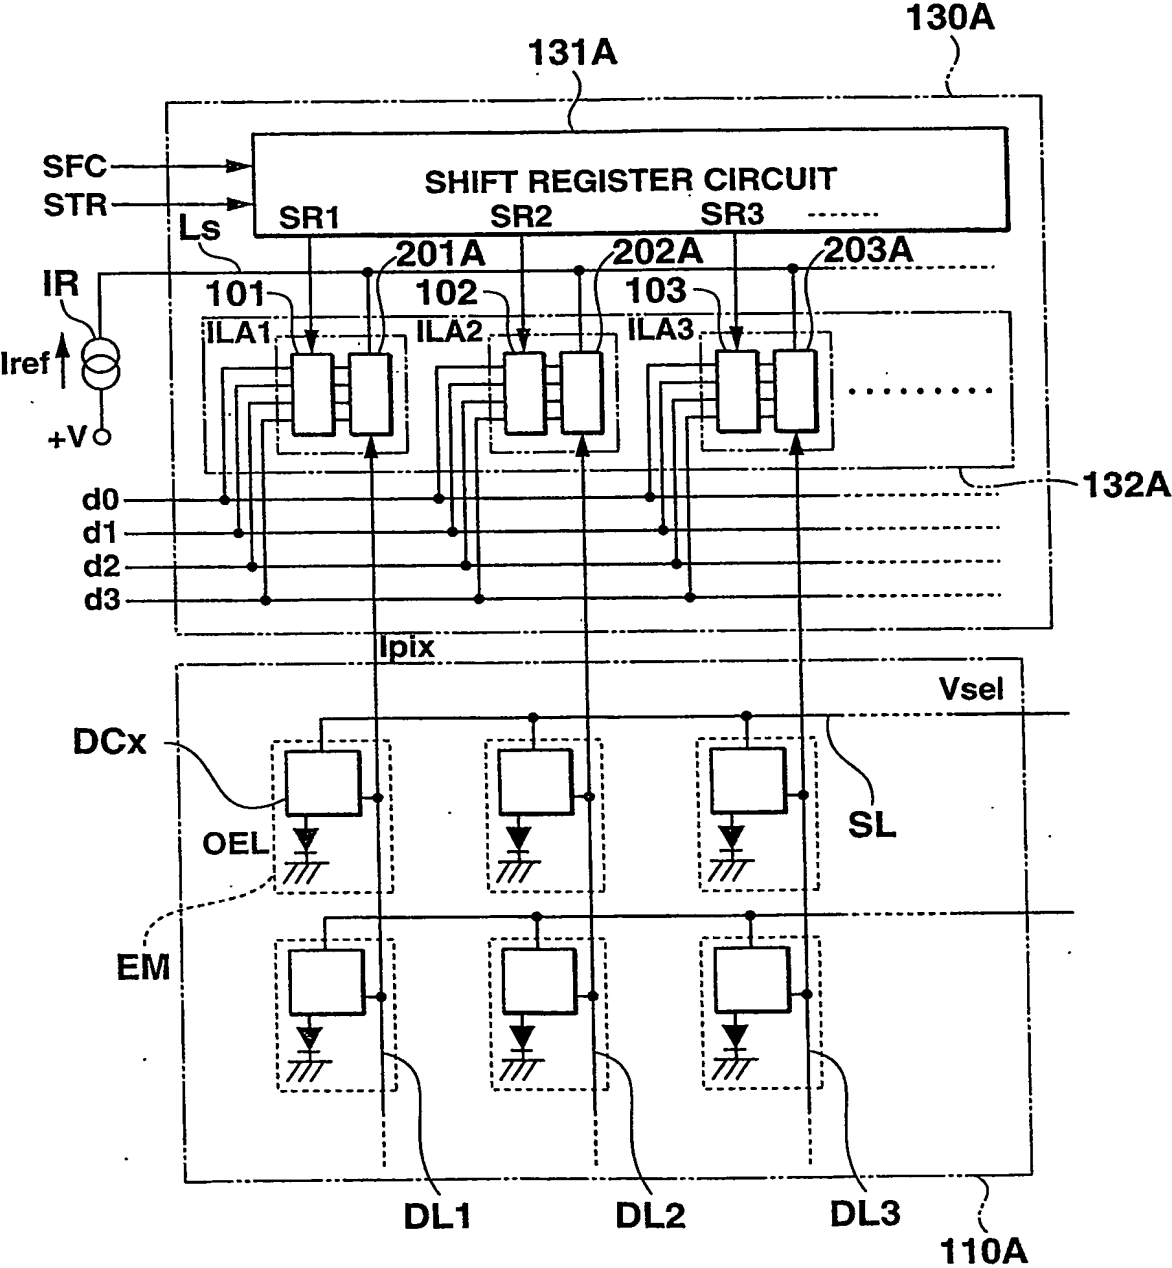 130A
131A
SFC
STR
SHIFT REGISTER CIRCUIT
SR1 SR2 SR3
Ls
201A 202A 203A
IR
101 102 103
ILA1 ILA2 ILA3
Iref
+V
132A
d0
d1
d2
d3
Ipix
Vsel
DCx
SL
OEL
EM
DL1 DL2 DL3
110A